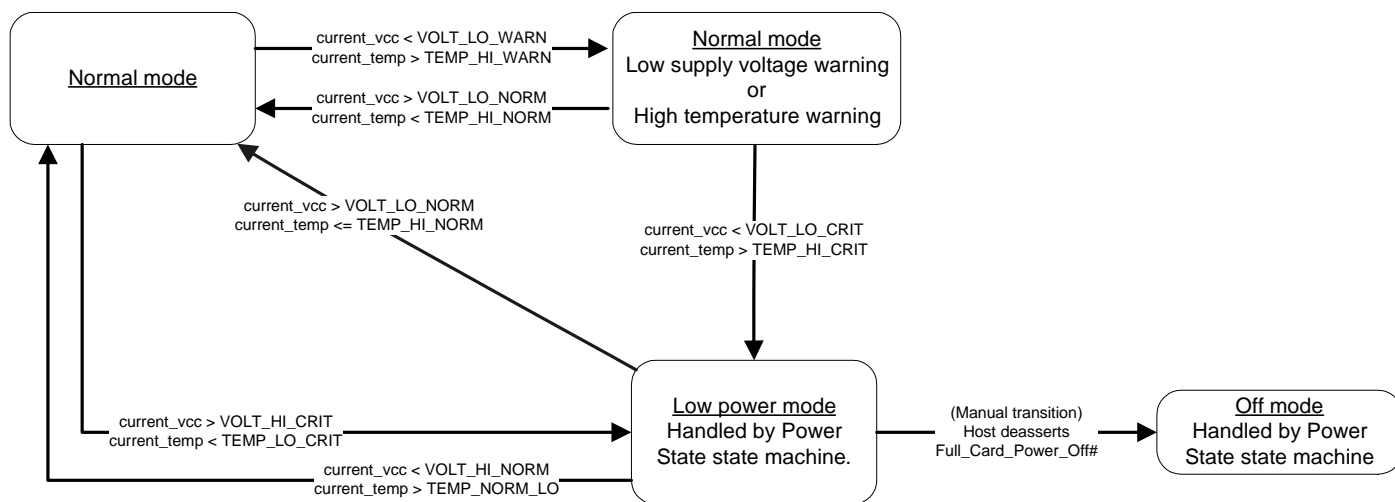 Normal mode
current_vcc < VOLT_LO_WARN
current_temp > TEMP_HI_WARN
current_vcc > VOLT_LO_NORM
current_temp < TEMP_HI_NORM
Normal mode
Low supply voltage warning
or
High temperature warning
current_vcc > VOLT_LO_NORM
current_temp <= TEMP_HI_NORM
current_vcc < VOLT_LO_CRIT
current_temp > TEMP_HI_CRIT
current_vcc > VOLT_HI_CRIT
current_temp < TEMP_LO_CRIT
current_vcc < VOLT_HI_NORM
current_temp > TEMP_NORM_LO
Low power mode
Handled by Power
State state machine.
(Manual transition)
Host deasserts
Full_Card_Power_Off#
Off mode
Handled by Power
State state machine